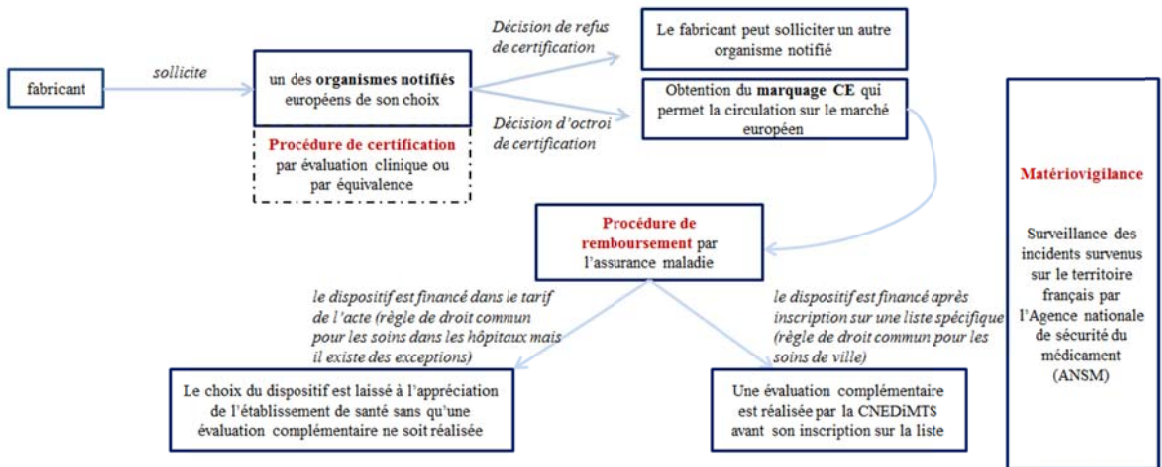 fabricant
sollicite
un des organismes notifiés
européens de son choix
Procédure de certification
par évaluation clinique ou
par équivalence
Décision de refus
de certification
Le fabricant peut solliciter un autre
organisme notifié
Décision d'octroi
de certification
Obtention du marquage CE qui
permet la circulation sur le marché
européen
Procédure de
remboursement par
l'assurance maladie
le dispositif est financé dans le tarif
de l'acte (règle de droit commun
pour les soins dans les hôpitaux mais
il existe des exceptions)
le dispositif est financé après
inscription sur une liste spécifique
(règle de droit commun pour les
soins de ville)
Le choix du dispositif est laissé à l'appréciation
de l'établissement de santé sans qu'une
évaluation complémentaire ne soit réalisée
Une évaluation complémentaire
est réalisée par la CNEDiMTS
avant son inscription sur la liste
Matériovigilance
Surveillance des
incidents survenus
sur le territoire
français par
l'Agence nationale
de sécurité du
médicament
(ANSM)